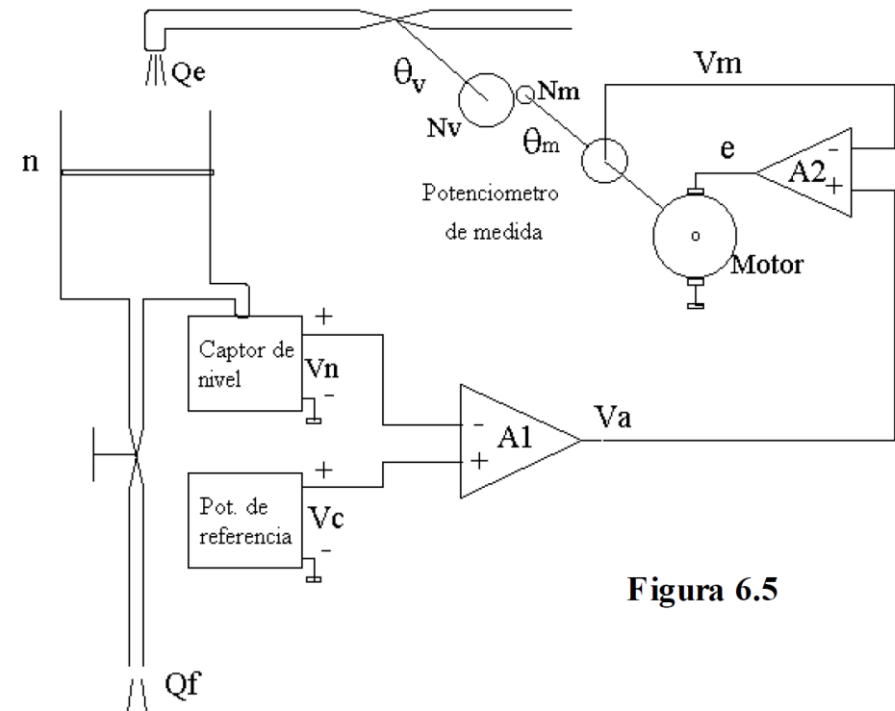 Qe
θv
Nv
Nm
θm
Vm
e
A2
-
+
n
Potenciometro
de medida
Motor
Captor de
nivel
+
Vn
-
A1
-
+
Va
Pot. de
referencia
+
Vc
-
Figura 6.5
Qf